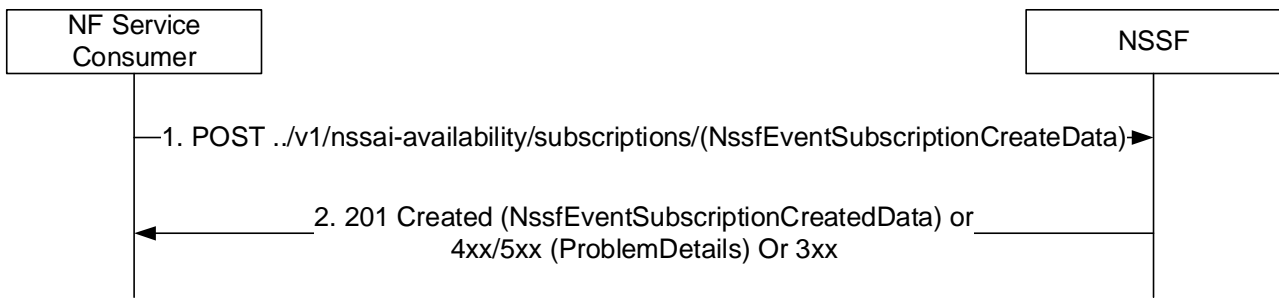 NF Service
Consumer
NSSF
1. POST ../v1/nssai-availability/subscriptions/(NssfEventSubscriptionCreateData)
2. 201 Created (NssfEventSubscriptionCreatedData) or
4xx/5xx (ProblemDetails) Or 3xx